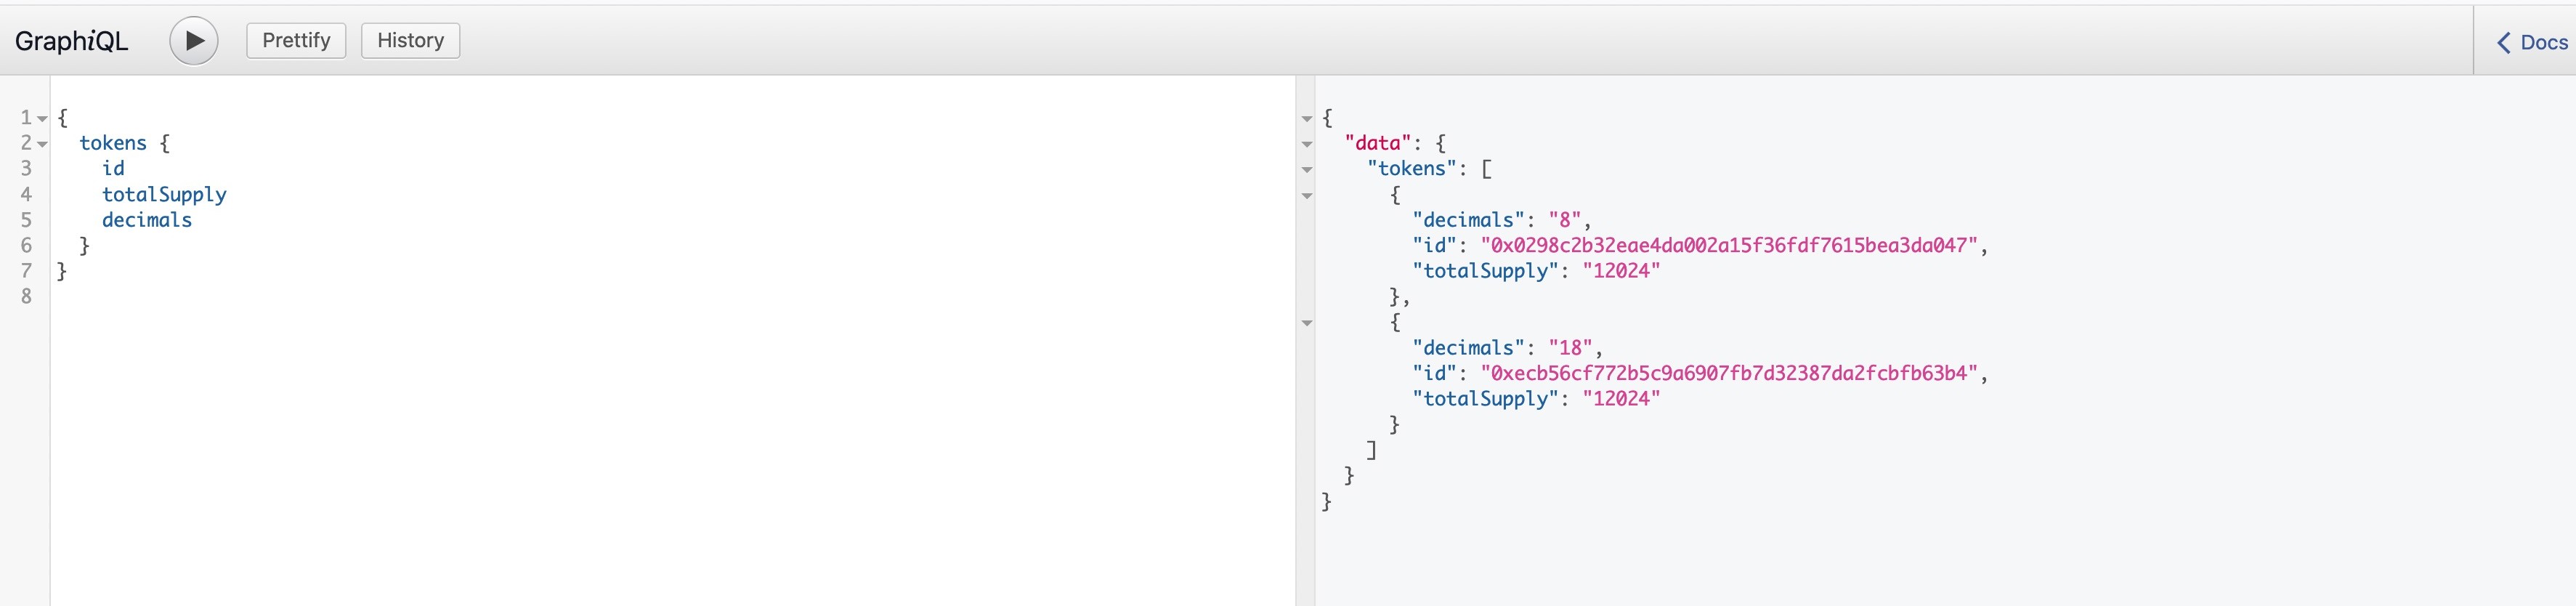 GraphiQL Prettify History Docs
1 {
2 tokens {
3 id
4 totalSupply
5 decimals
6 }
7 }
8
{
"data": {
"tokens": [
{
"decimals": "8",
"id": "0x0298c2b32eae4da002a15f36fdf7615bea3da047",
"totalSupply": "12024"
},
{
"decimals": "18",
"id": "0xecb56cf772b5c9a6907fb7d32387da2fcbfb63b4",
"totalSupply": "12024"
}
]
}
}